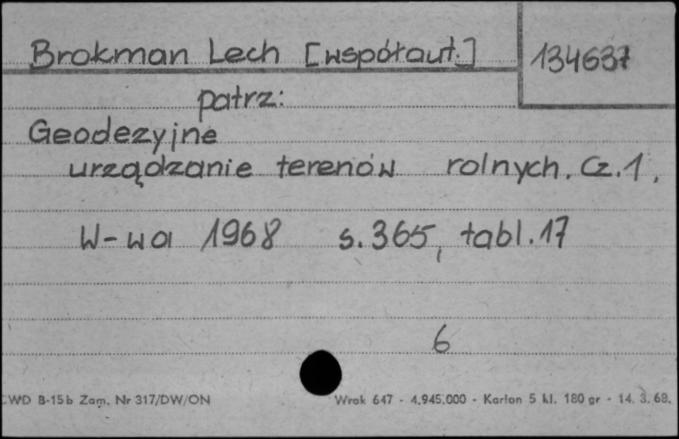 Brokman Lech [współaut.] 134637
patrz:
Geodezyjne
urządzanie terenów rolnych. Cz.1.
W-wa 1968 s.365, tabl.17
6
CWD B-15b Zam. Nr 317/DW/ON Wrok 647 - 4.945.000 - Karton 5 kl. 180 gr - 14. 3. 68.